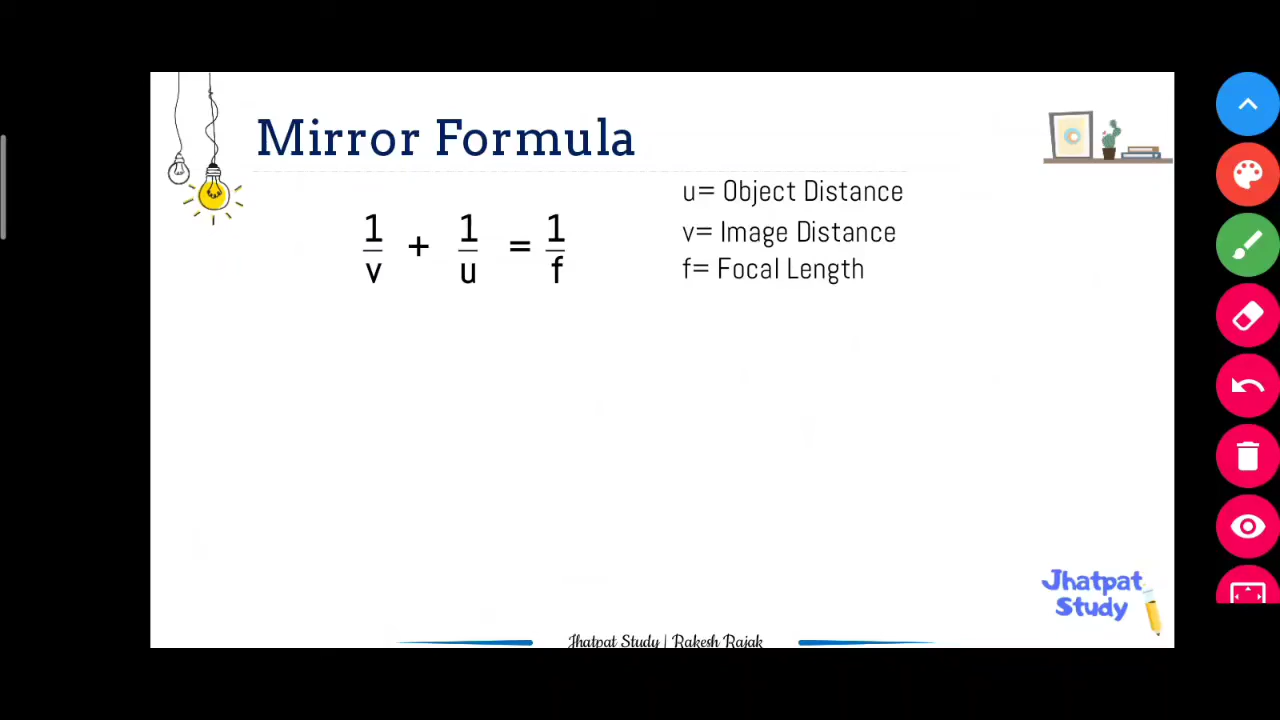 Mirror Formula
u= Object Distance
1/v + 1/u = 1/f
v= Image Distance
f= Focal Length
Jhatpat
Study
Jhatpat Study | Rakesh Rajak